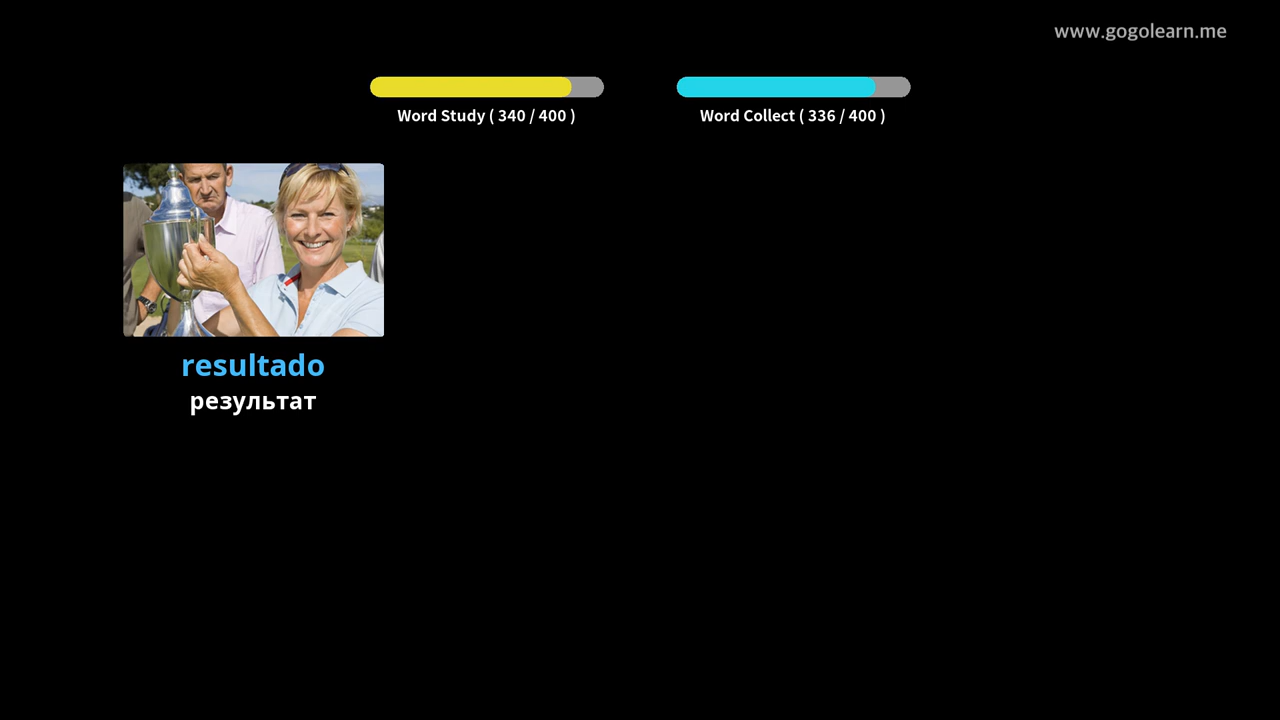 www.gogolearn.me
Word Study ( 340 / 400 )
Word Collect ( 336 / 400 )
resultado
результат